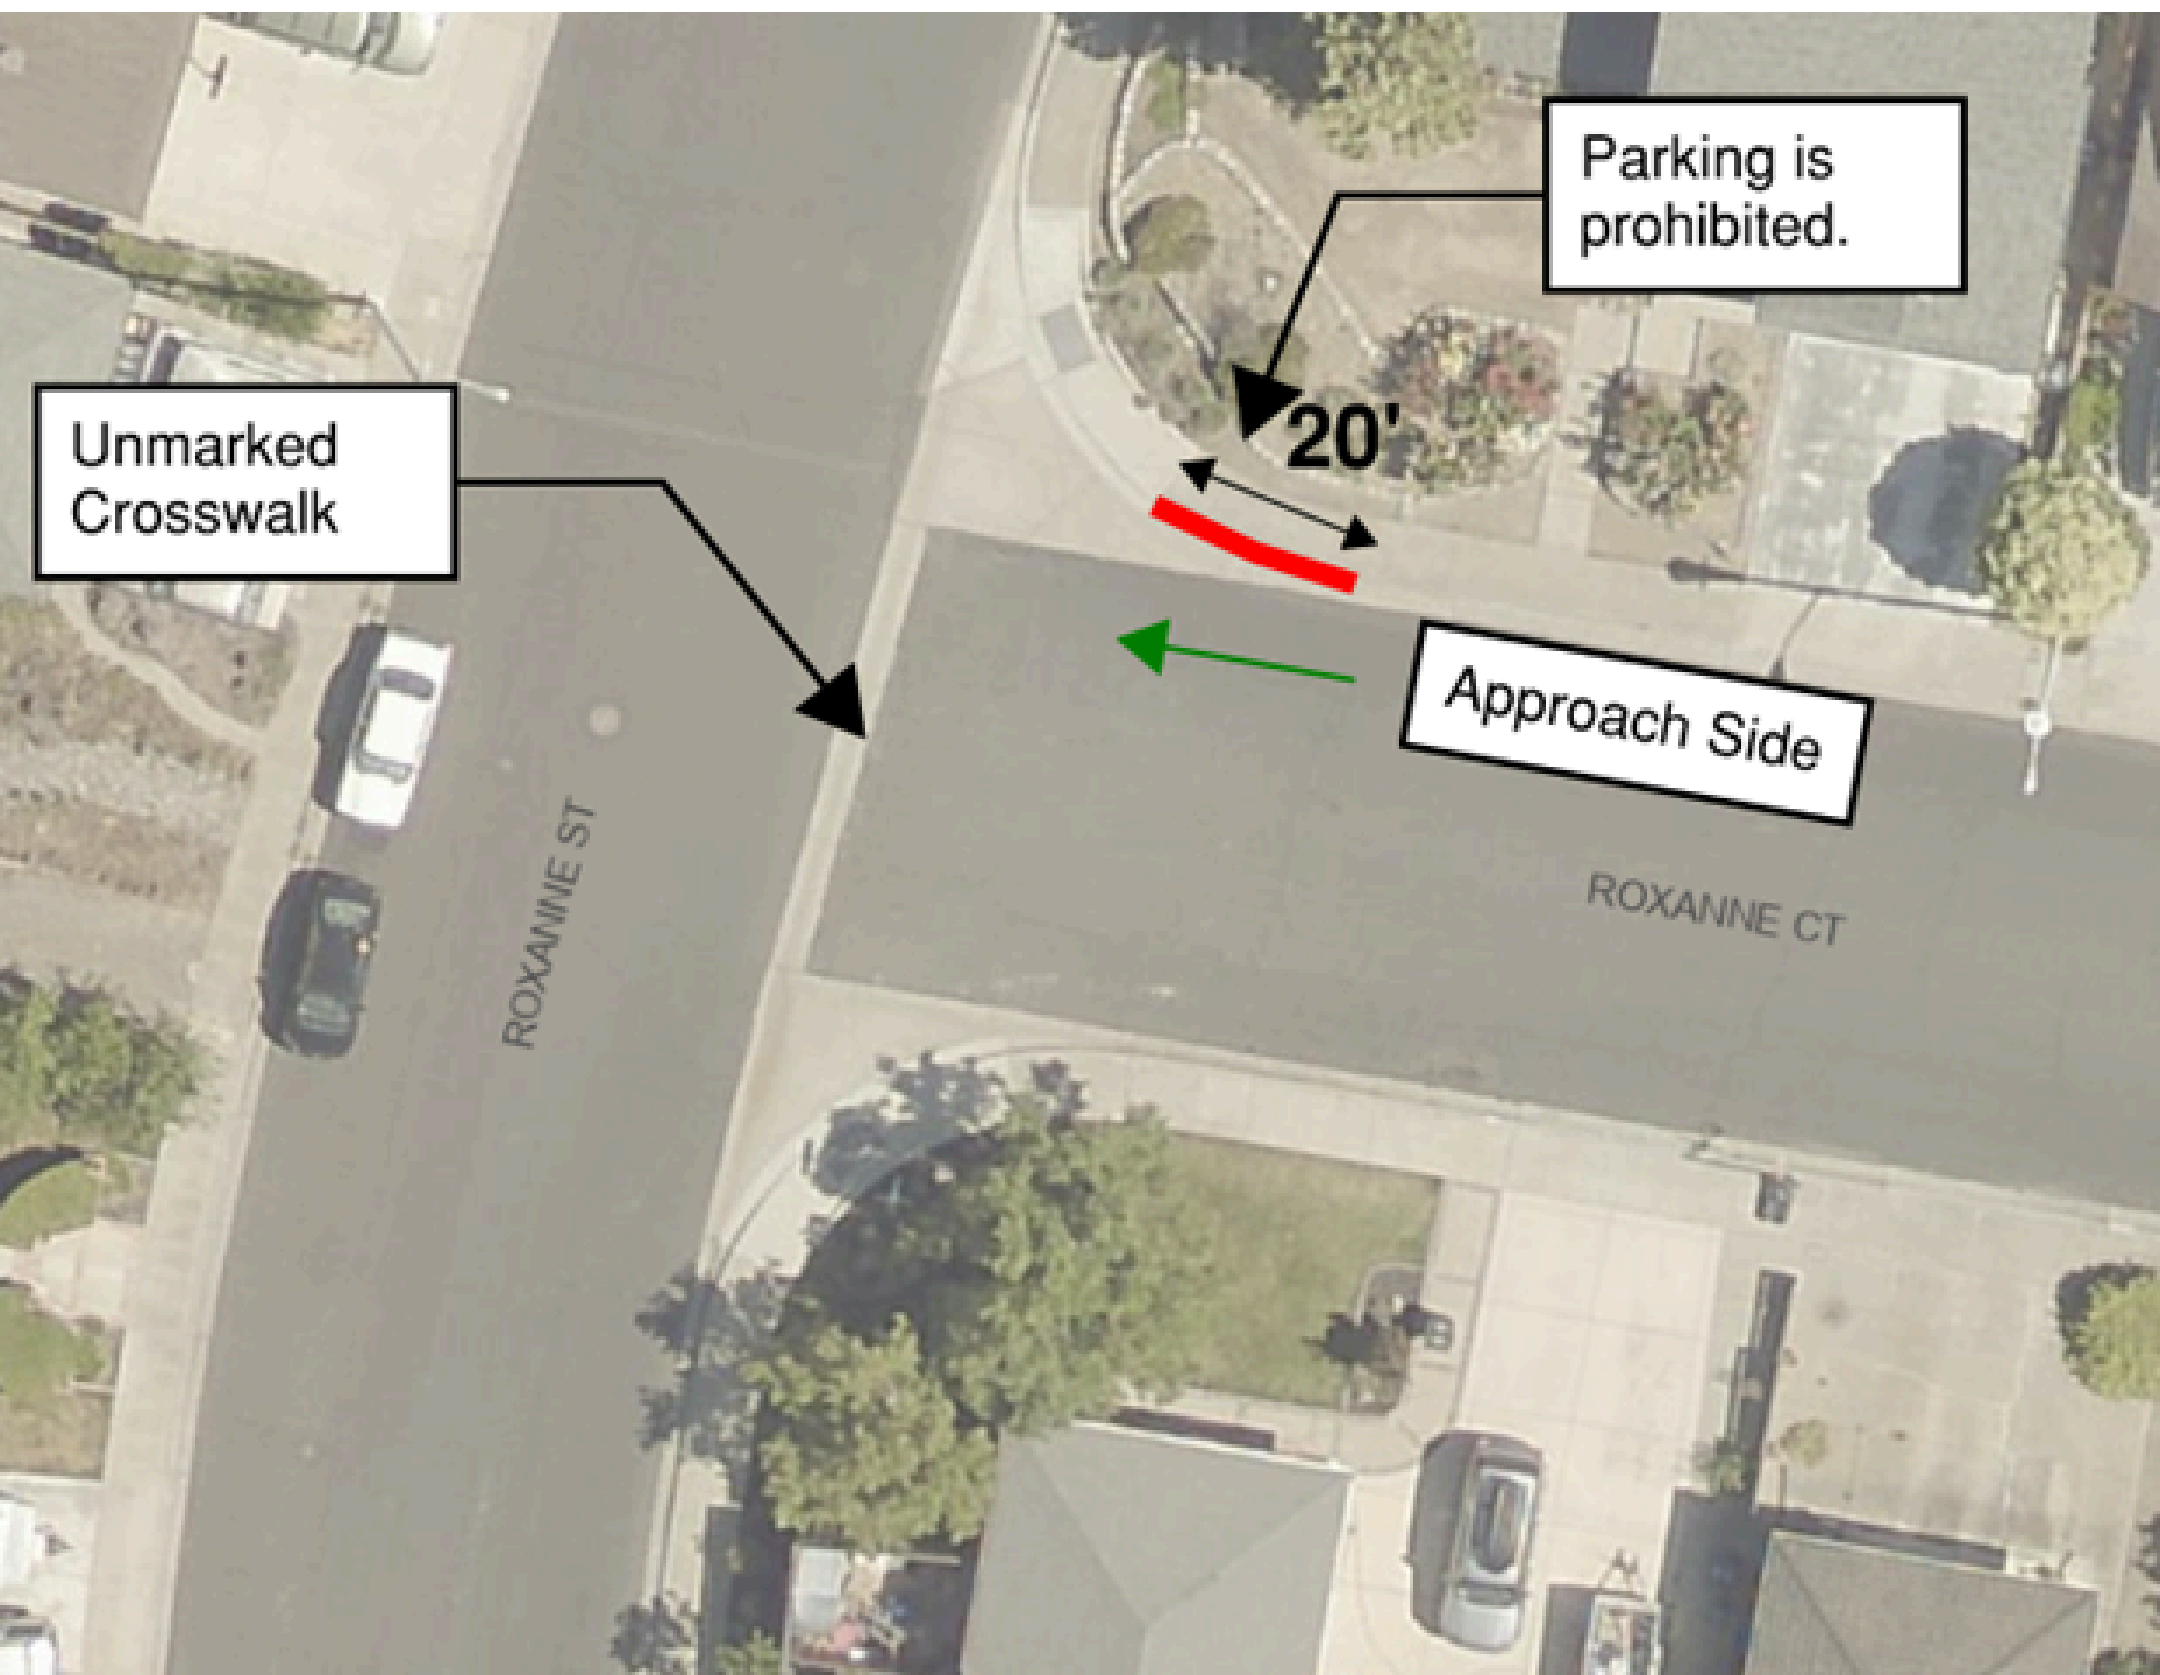 Parking is
prohibited.
Unmarked
Crosswalk
20'
Approach Side
ROXANNE ST
ROXANNE CT